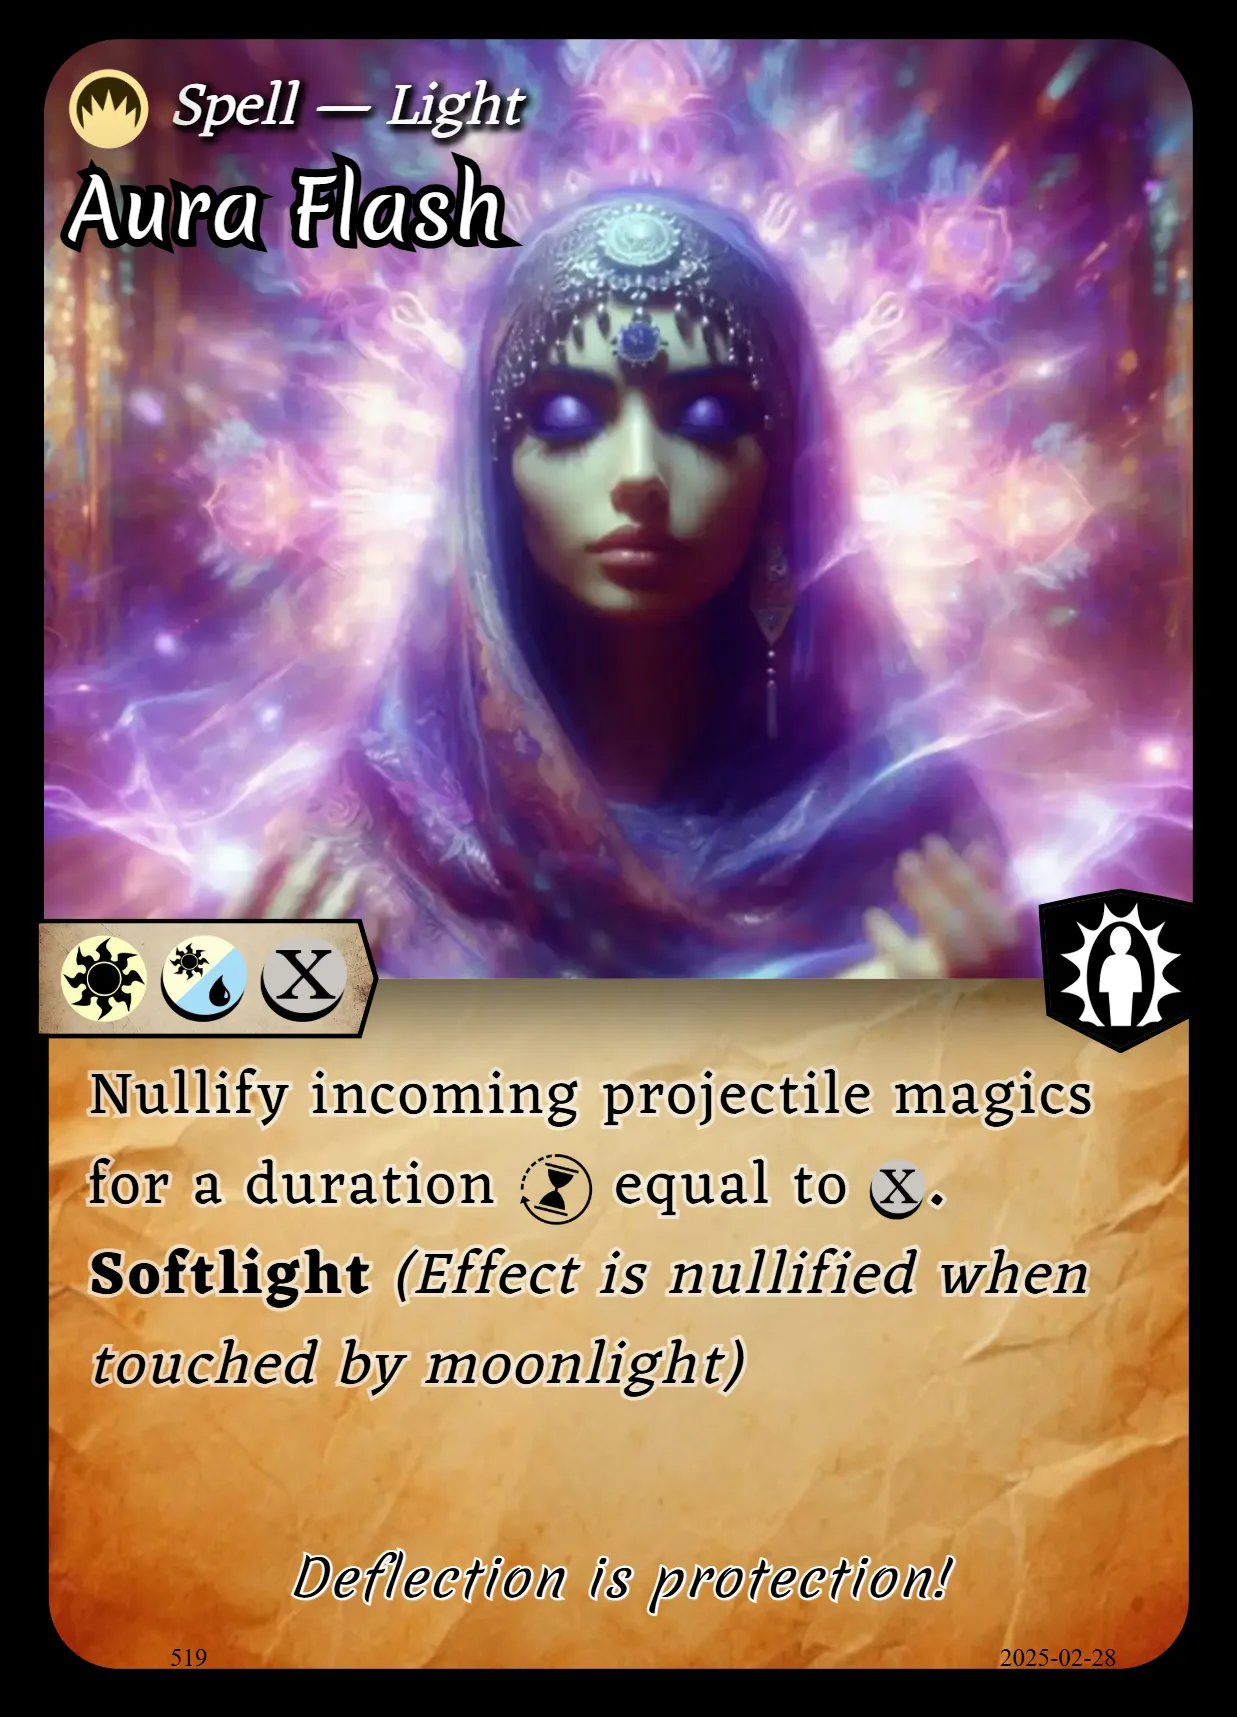 Spell — Light
Aura Flash
X
Nullify incoming projectile magics
for a duration equal to X.
Softlight (Effect is nullified when
touched by moonlight)
Deflection is protection!
519
2025-02-28